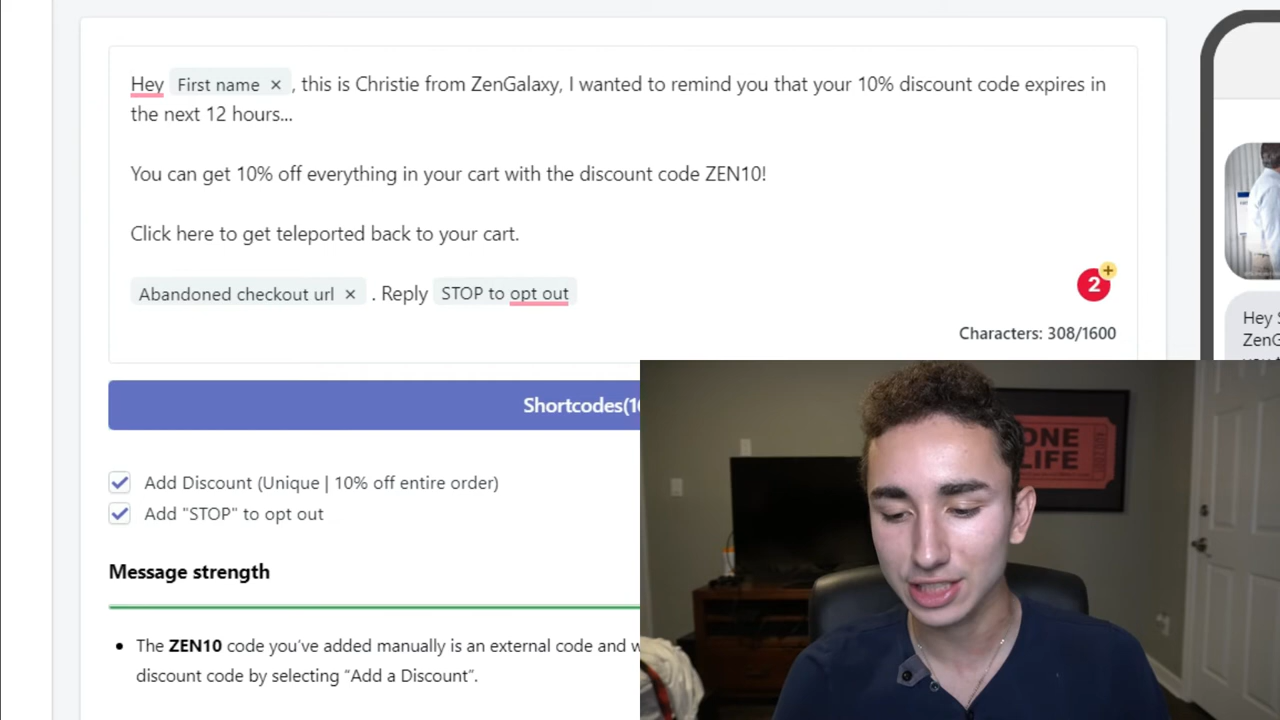 Hey First name × , this is Christie from ZenGalaxy, I wanted to remind you that your 10% discount code expires in
the next 12 hours...
You can get 10% off everything in your cart with the discount code ZEN10!
Click here to get teleported back to your cart.
Abandoned checkout url × . Reply STOP to opt out
2
+
Characters: 308/1600
Hey
ZenG
Shortcodes(1
Add Discount (Unique | 10% off entire order)
Add "STOP" to opt out
Message strength
• The ZEN10 code you've added manually is an external code and
discount code by selecting “Add a Discount”.
ONE
LIFE